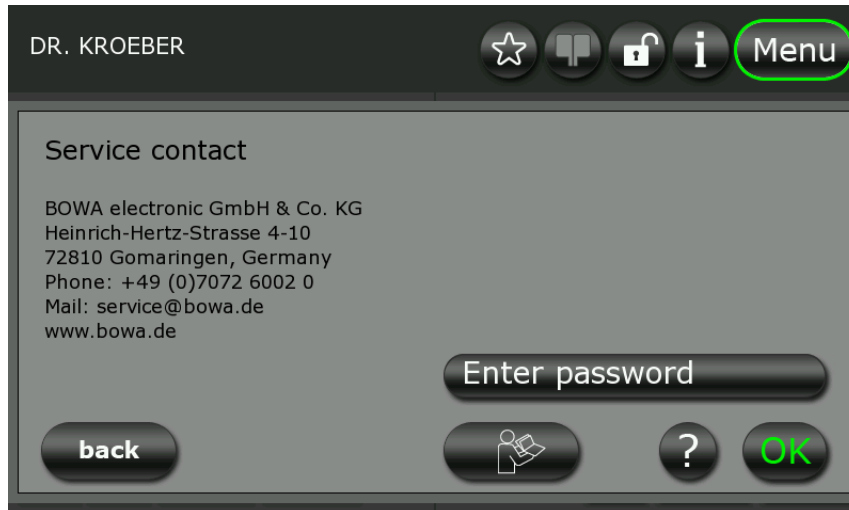 DR. KROEBER
i
Menu
Service contact
BOWA electronic GmbH & Co. KG
Heinrich-Hertz-Strasse 4-10
72810 Gomaringen, Germany
Phone: +49 (0)7072 6002 0
Mail: service@bowa.de
www.bowa.de
Enter password
back
?
OK